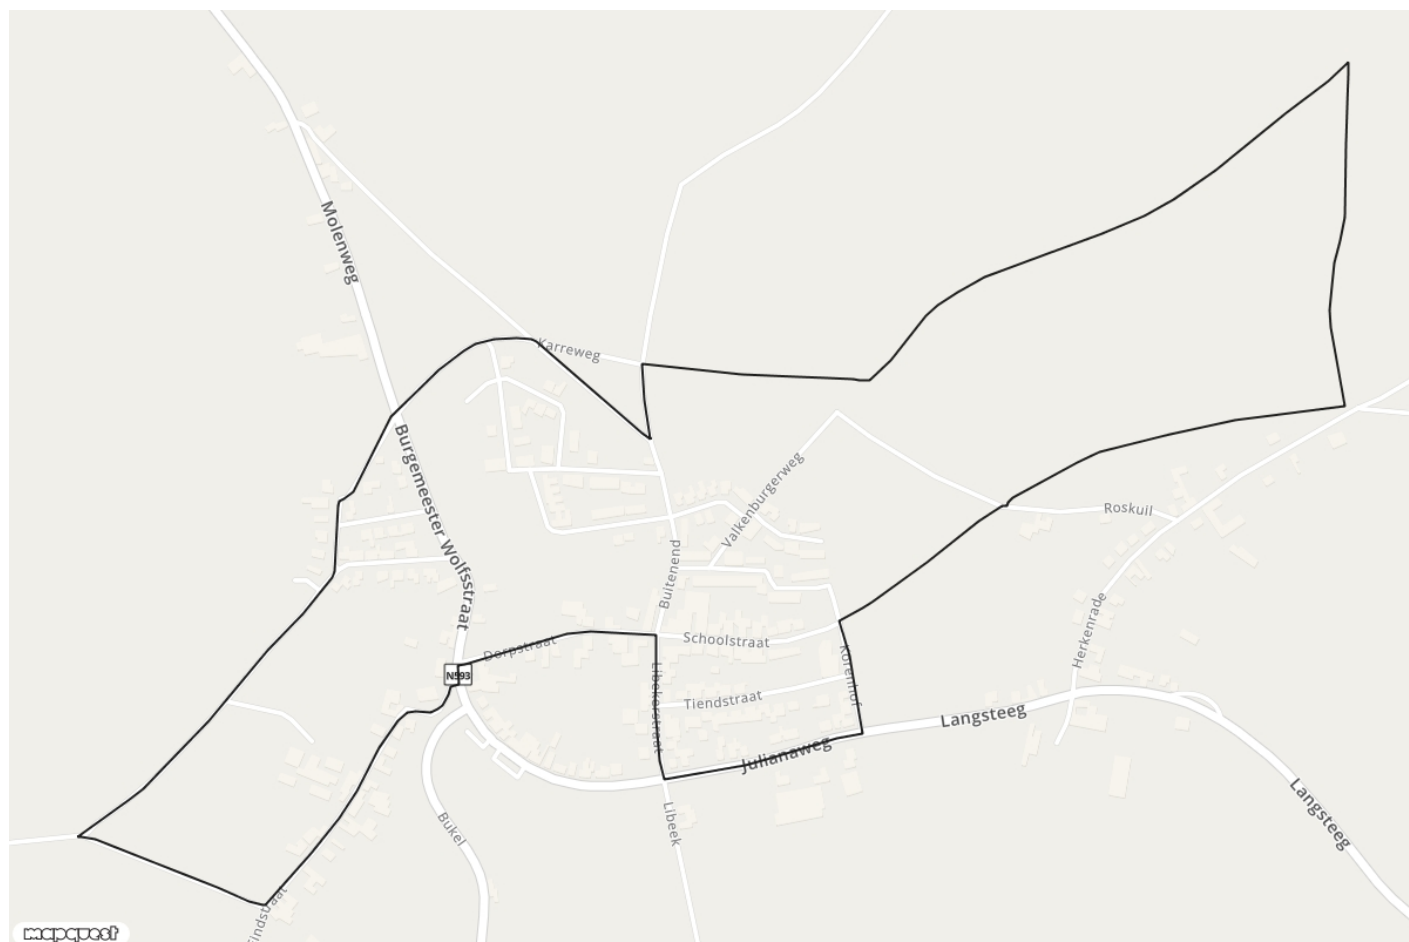 Molenweg
Karreweg
Burgemeester Wolfsstraat
Valkenburgerweg
Roskuil
Buitenend
Herkenrade
Schoolstraat
Dorpstraat
Korenhof
N593
Libekerstraat
Tiendstraat
Langsteeg
Julianaweg
Langsteeg
Libeek
Bukel
mapquest